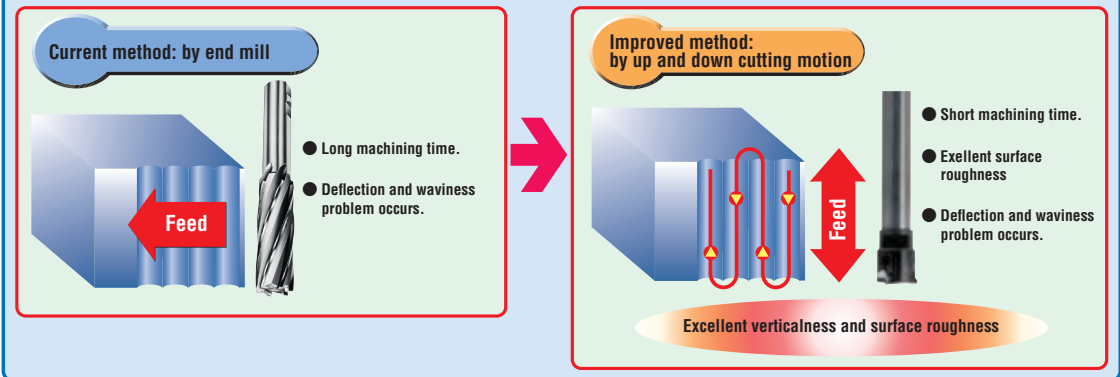 Current method: by end mill
● Long machining time.
● Deflection and waviness
problem occurs.
Feed
Improved method:
by up and down cutting motion
● Short machining time.
● Exellent surface
roughness
● Deflection and waviness
problem occurs.
Feed
Excellent verticalness and surface roughness